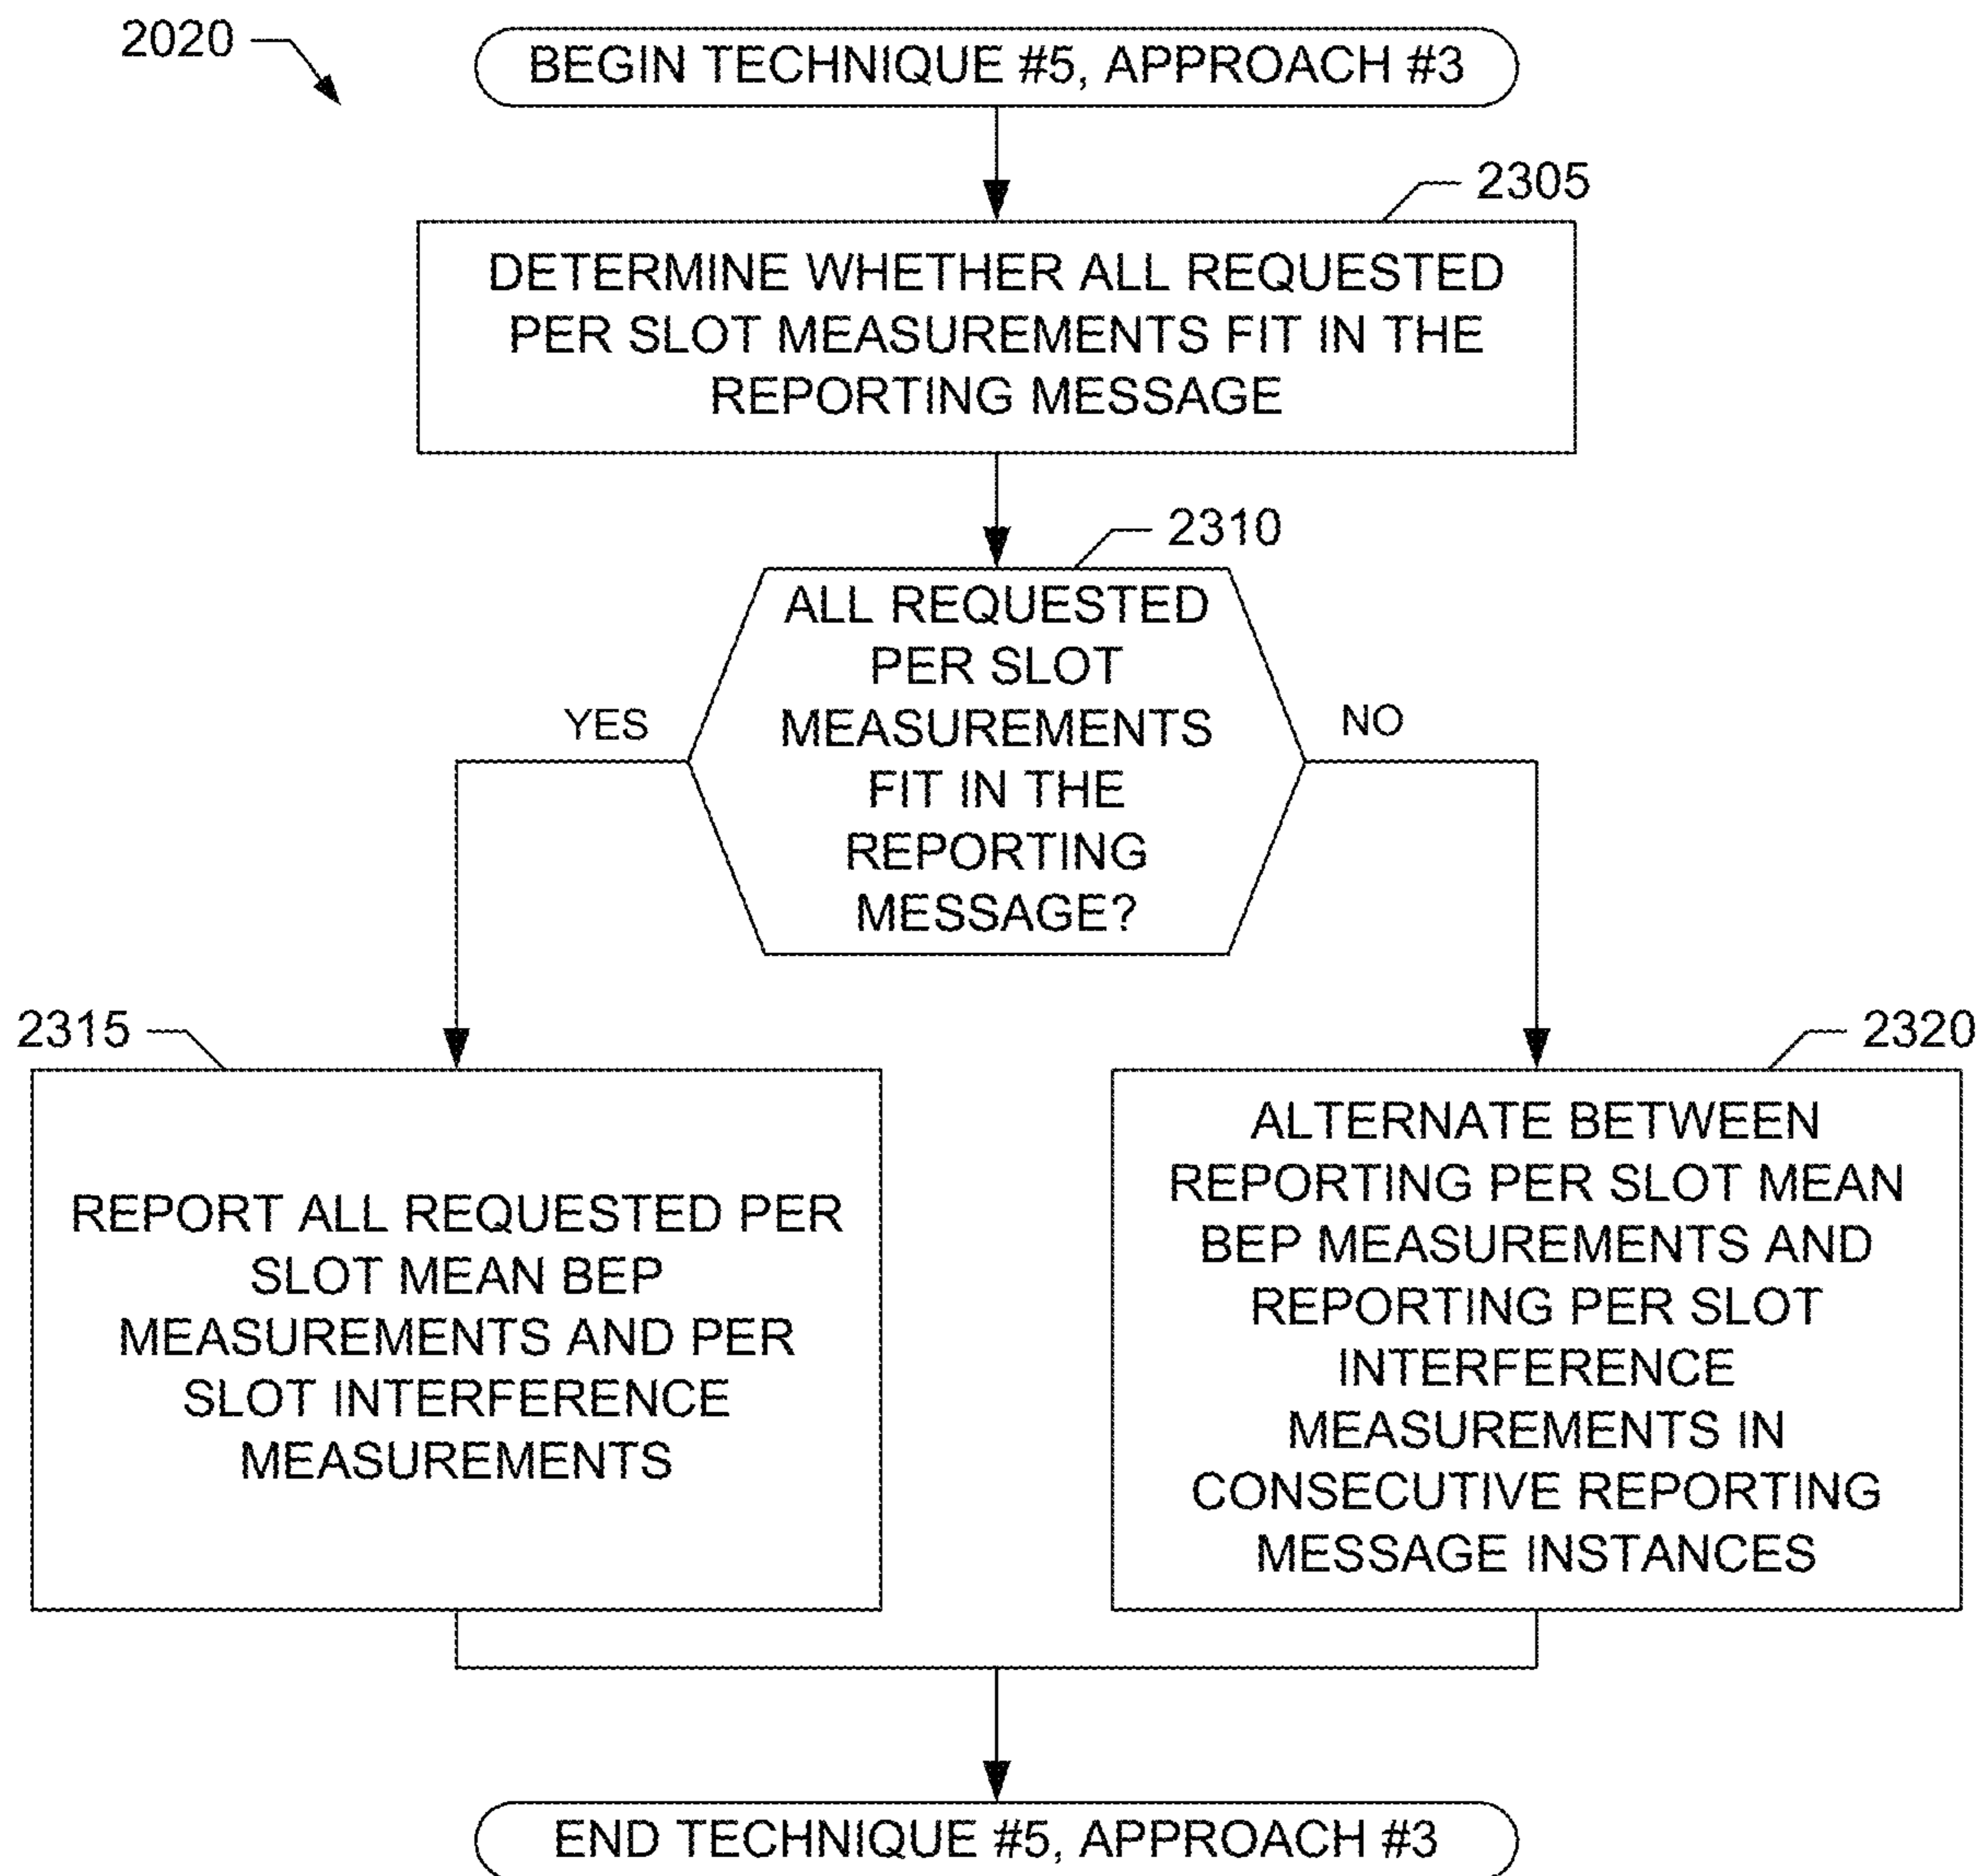 2020
BEGIN TECHNIQUE #5, APPROACH #3
2305
DETERMINE WHETHER ALL REQUESTED
PER SLOT MEASUREMENTS FIT IN THE
REPORTING MESSAGE
2310
ALL REQUESTED
PER SLOT
MEASUREMENTS
FIT IN THE
REPORTING
MESSAGE?
YES
NO
2315
REPORT ALL REQUESTED PER
SLOT MEAN BEP
MEASUREMENTS AND PER
SLOT INTERFERENCE
MEASUREMENTS
2320
ALTERNATE BETWEEN
REPORTING PER SLOT MEAN
BEP MEASUREMENTS AND
REPORTING PER SLOT
INTERFERENCE
MEASUREMENTS IN
CONSECUTIVE REPORTING
MESSAGE INSTANCES
END TECHNIQUE #5, APPROACH #3